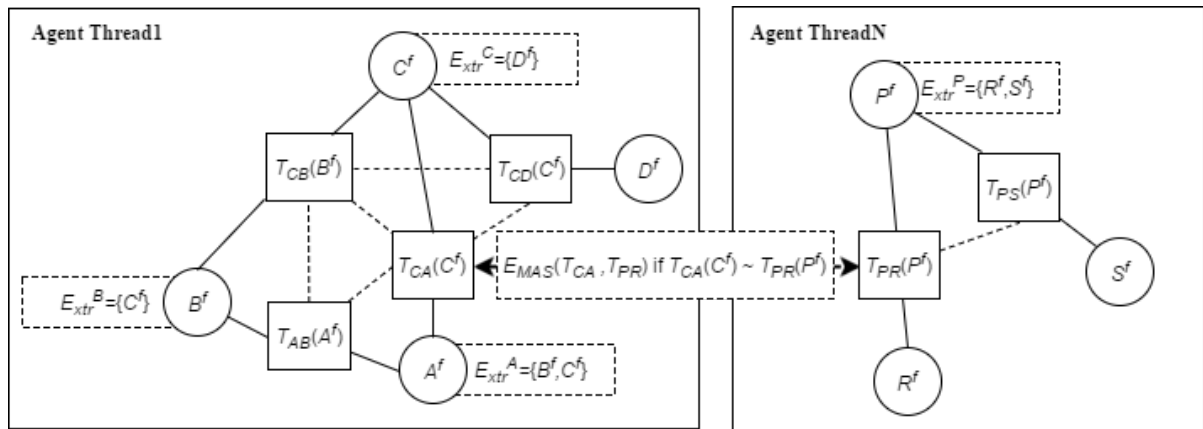 Agent Thread1
C^f
E_xtr^C={D^f}
T_CB(B^f)
T_CD(C^f)
D^f
T_CA(C^f)
E_xtr^B={C^f}
B^f
T_AB(A^f)
A^f
E_xtr^A={B^f,C^f}
E_MAS(T_CA ,T_PR) if T_CA(C^f) ~ T_PR(P^f)
Agent ThreadN
P^f
E_xtr^P={R^f,S^f}
T_PS(P^f)
T_PR(P^f)
S^f
R^f